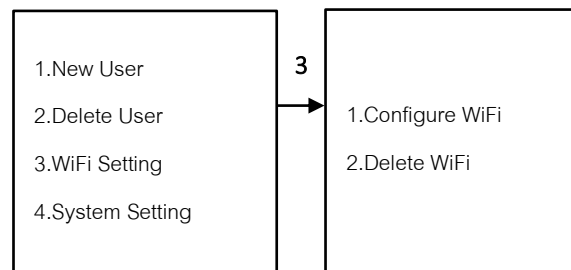 1.New User
2.Delete User
3.WiFi Setting
4.System Setting
3
1.Configure WiFi
2.Delete WiFi